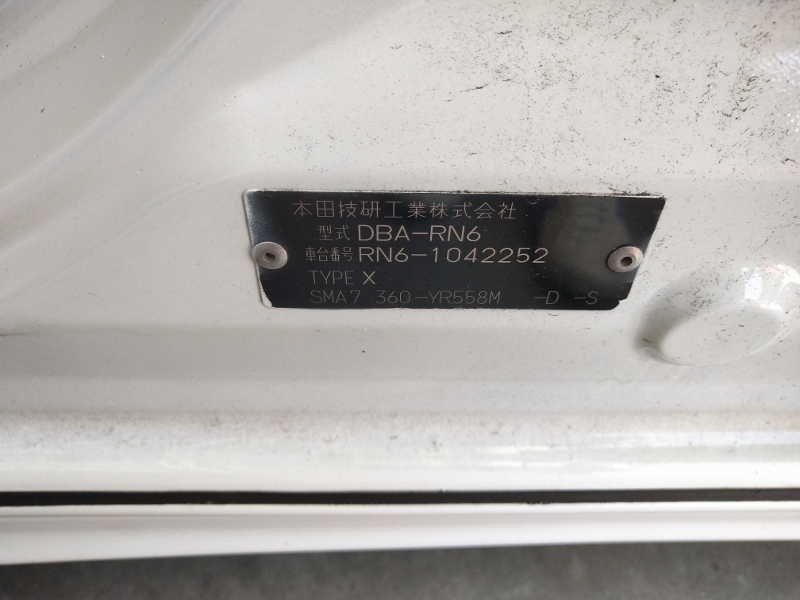 本田技研工業株式会社
型式 DBA-RN6
車台番号 RN6-1042252
TYPE X
SMA7 360-YR558M -D -S